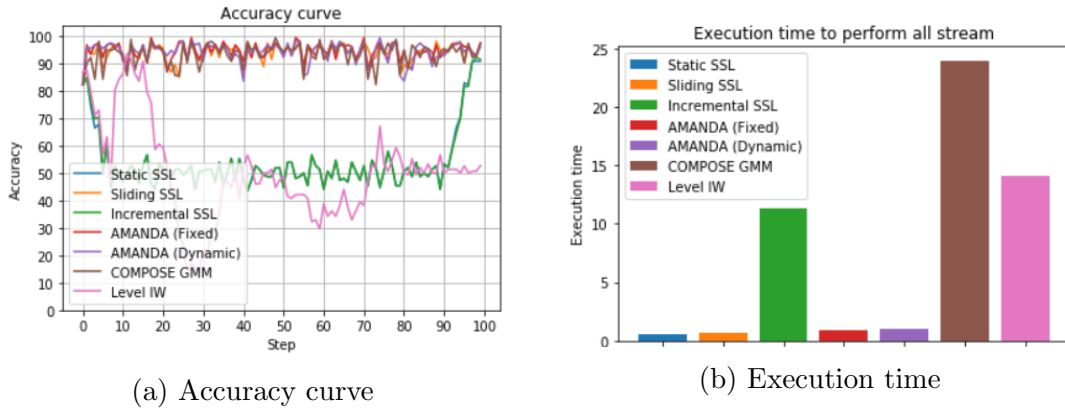 Accuracy curve
100
90
80
70
60
50
40
30
20
10
0
Accuracy
Static SSL
Sliding SSL
Incremental SSL
AMANDA (Fixed)
AMANDA (Dynamic)
COMPOSE GMM
Level IW
0 10 20 30 40 50 60 70 80 90 100
Step
(a) Accuracy curve
Execution time to perform all stream
25
20
15
10
5
0
Execution time
Static SSL
Sliding SSL
Incremental SSL
AMANDA (Fixed)
AMANDA (Dynamic)
COMPOSE GMM
Level IW
(b) Execution time